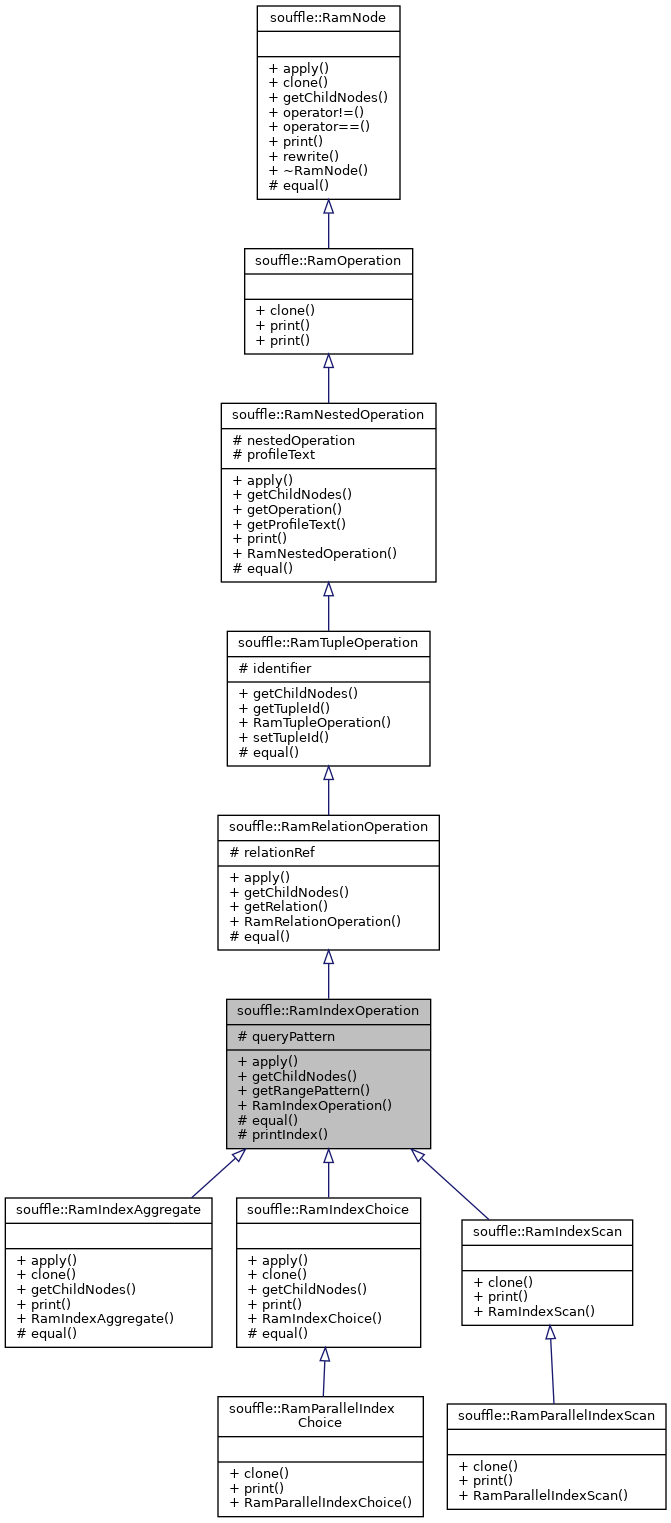 souffle::RamNode
+ apply()
+ clone()
+ getChildNodes()
+ operator!=()
+ operator==()
+ print()
+ rewrite()
+ ~RamNode()
# equal()
souffle::RamOperation
+ clone()
+ print()
+ print()
souffle::RamNestedOperation
# nestedOperation
# profileText
+ apply()
+ getChildNodes()
+ getOperation()
+ getProfileText()
+ print()
+ RamNestedOperation()
# equal()
souffle::RamTupleOperation
# identifier
+ getChildNodes()
+ getTupleId()
+ RamTupleOperation()
+ setTupleId()
# equal()
souffle::RamRelationOperation
# relationRef
+ apply()
+ getChildNodes()
+ getRelation()
+ RamRelationOperation()
# equal()
souffle::RamIndexOperation
# queryPattern
+ apply()
+ getChildNodes()
+ getRangePattern()
+ RamIndexOperation()
# equal()
# printIndex()
souffle::RamIndexAggregate
+ apply()
+ clone()
+ getChildNodes()
+ print()
+ RamIndexAggregate()
# equal()
souffle::RamIndexChoice
+ apply()
+ clone()
+ getChildNodes()
+ print()
+ RamIndexChoice()
# equal()
souffle::RamIndexScan
+ clone()
+ print()
+ RamIndexScan()
souffle::RamParallelIndex
Choice
+ clone()
+ print()
+ RamParallelIndexChoice()
souffle::RamParallelIndexScan
+ clone()
+ print()
+ RamParallelIndexScan()